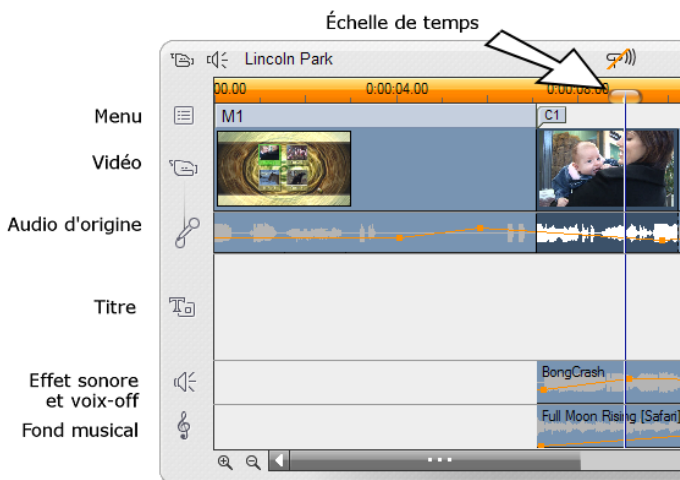 Échelle de temps
Lincoln Park
00.00 0:00:04.00 0:00:08.00
Menu
M1 C1
Vidéo
Audio d'origine
Titre
Effet sonore
et voix-off
BongCrash
Fond musical
Full Moon Rising [Safari]